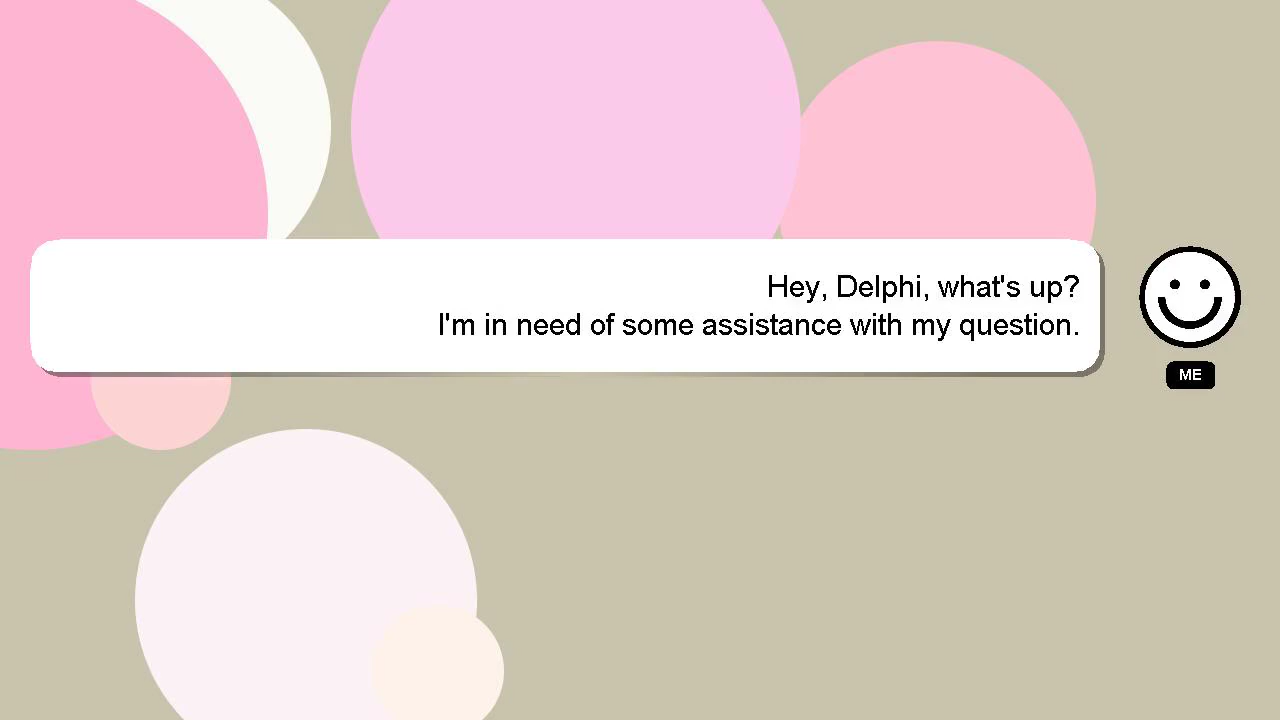 Hey, Delphi, what's up?
I'm in need of some assistance with my question.
ME